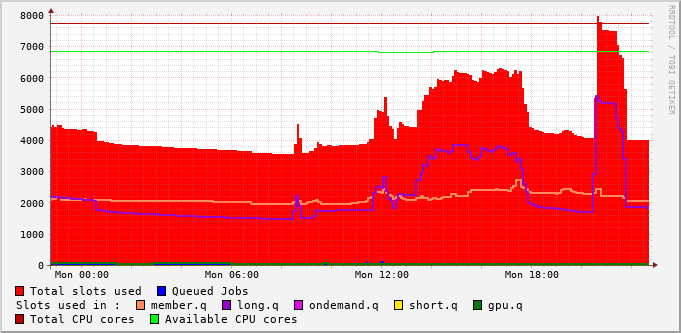 8000
7000
6000
5000
4000
3000
2000
1000
0
Mon 00:00 Mon 06:00 Mon 12:00 Mon 18:00
RRDTOOL / TOBI OETIKER
Total slots used Queued Jobs
Slots used in : member.q long.q ondemand.q short.q gpu.q
Total CPU cores Available CPU cores